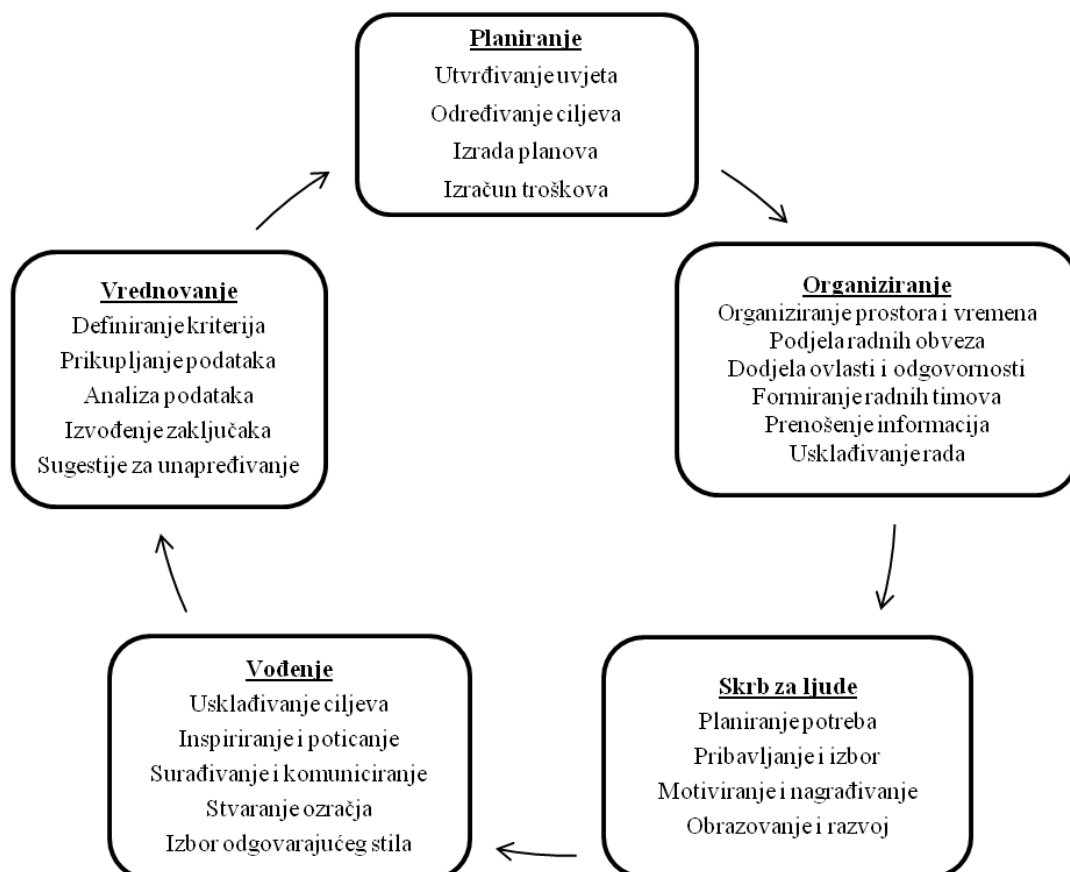 Planiranje
Utvrđivanje uvjeta
Određivanje ciljeva
Izrada planova
Izračun troškova
Organiziranje
Organiziranje prostora i vremena
Podjela radnih obveza
Dodjela ovlasti i odgovornosti
Formiranje radnih timova
Prenošenje informacija
Usklađivanje rada
Skrb za ljude
Planiranje potreba
Pribavljanje i izbor
Motiviranje i nagrađivanje
Obrazovanje i razvoj
Vođenje
Usklađivanje ciljeva
Inspiriranje i poticanje
Surađivanje i komuniciranje
Stvaranje ozračja
Izbor odgovarajućeg stila
Vrednovanje
Definiranje kriterija
Prikupljanje podataka
Analiza podataka
Izvođenje zaključaka
Sugestije za unapređivanje